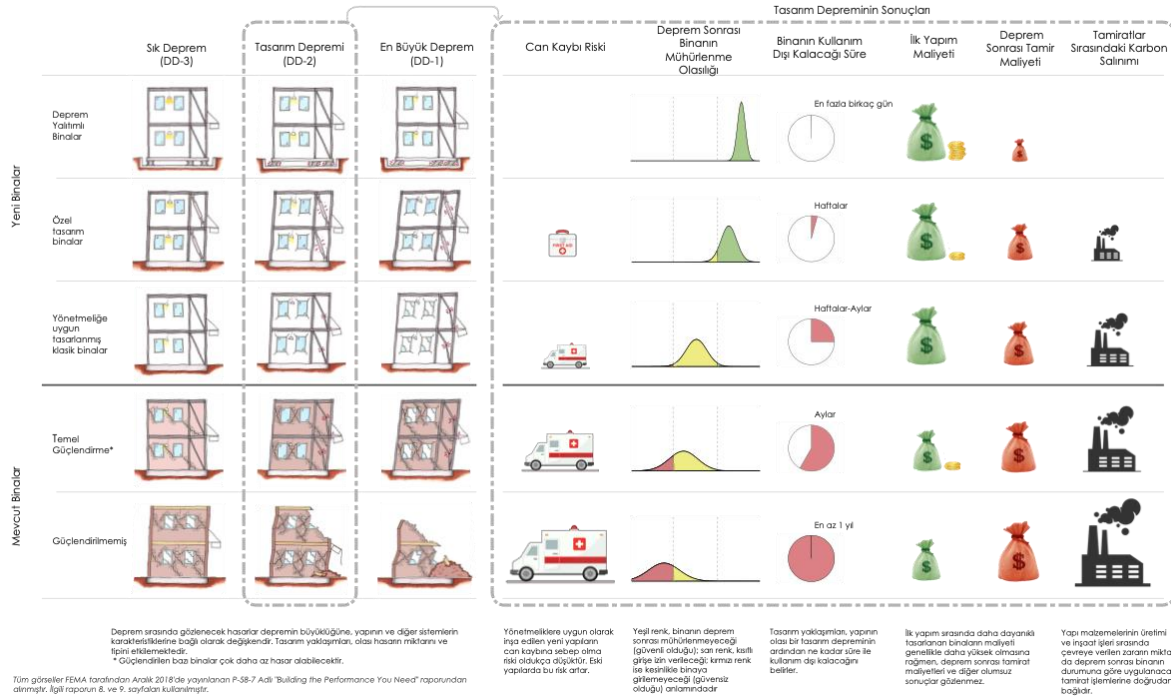 Tasarım Depreminin Sonuçları
Sık Deprem
(DD-3)
Tasarım Depremi
(DD-2)
En Büyük Deprem
(DD-1)
Can Kaybı Riski
Deprem Sonrası
Binanın
Mühürlenme
Olasılığı
Binanın Kullanım
Dışı Kalacağı Süre
İlk Yapım
Maliyeti
Deprem
Sonrası Tamir
Maliyeti
Tamiratlar
Sırasındaki Karbon
Salınımı
Yeni Binalar
Deprem
Yalıtımlı
Binalar
En fazla birkaç gün
Özel
tasarım
binalar
FIRST AID
Haftalar
Yönetmeliğe
uygun
tasarlanmış
klasik binalar
Haftalar-Aylar
Mevcut Binalar
Temel
Güçlendirme*
Aylar
Güçlendirilmemiş
En az 1 yıl
Deprem sırasında gözlenecek hasarlar depremin büyüklüğüne, yapının ve diğer sistemlerin
karakteristiklerine bağlı olarak değişkendir. Tasarım yaklaşımları, olası hasarın miktarını ve
tipini etkilemektedir.
* Güçlendirilen bazı binalar çok daha az hasar alabilecektir.
Yönetmeliklere uygun olarak
inşa edilen yeni yapıların
can kaybına sebep olma
riski oldukça düşüktür. Eski
yapılarda bu risk artar.
Yeşil renk, binanın deprem
sonrası mühürlenmeyeceği
(güvenli olduğu); sarı renk, kısıtlı
girişe izin verileceği; kırmızı renk
ise kesinlikle binaya
girilemeyeceği (güvensiz
olduğu) anlamındadır
Tasarım yaklaşımları, yapının
olası bir tasarım depreminin
ardından ne kadar süre ile
kullanım dışı kalacağını
belirler.
İlk yapım sırasında daha dayanıklı
tasarlanan binaların maliyeti
genellikle daha yüksek olmasına
rağmen, deprem sonrası tamirat
maliyetleri ve diğer olumsuz
sonuçlar gözlenmez.
Yapı malzemelerinin üretimi
ve inşaat işleri sırasında
çevreye verilen zararın mikta
da deprem sonrası binanın
durumuna göre uygulanaca
tamirat işlemlerine doğrudan
bağlıdır.
Tüm görseller FEMA tarafından Aralık 2018'de yayınlanan P-58-7 Adlı "Building the Performance You Need" raporundan
alınmıştır. İlgili raporun 8. ve 9. sayfaları kullanılmıştır.